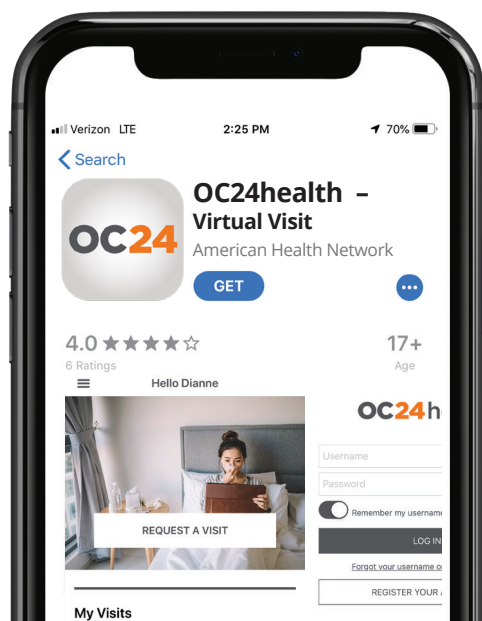 Verizon LTE 2:25 PM 70%
Search
OC24
OC24health –
Virtual Visit
American Health Network
GET
4.0 17+
6 Ratings Age
Hello Dianne
REQUEST A VISIT
My Visits
OC24h
Username
Password
Remember my username
LOG IN
Forgot your username o
REGISTER YOUR